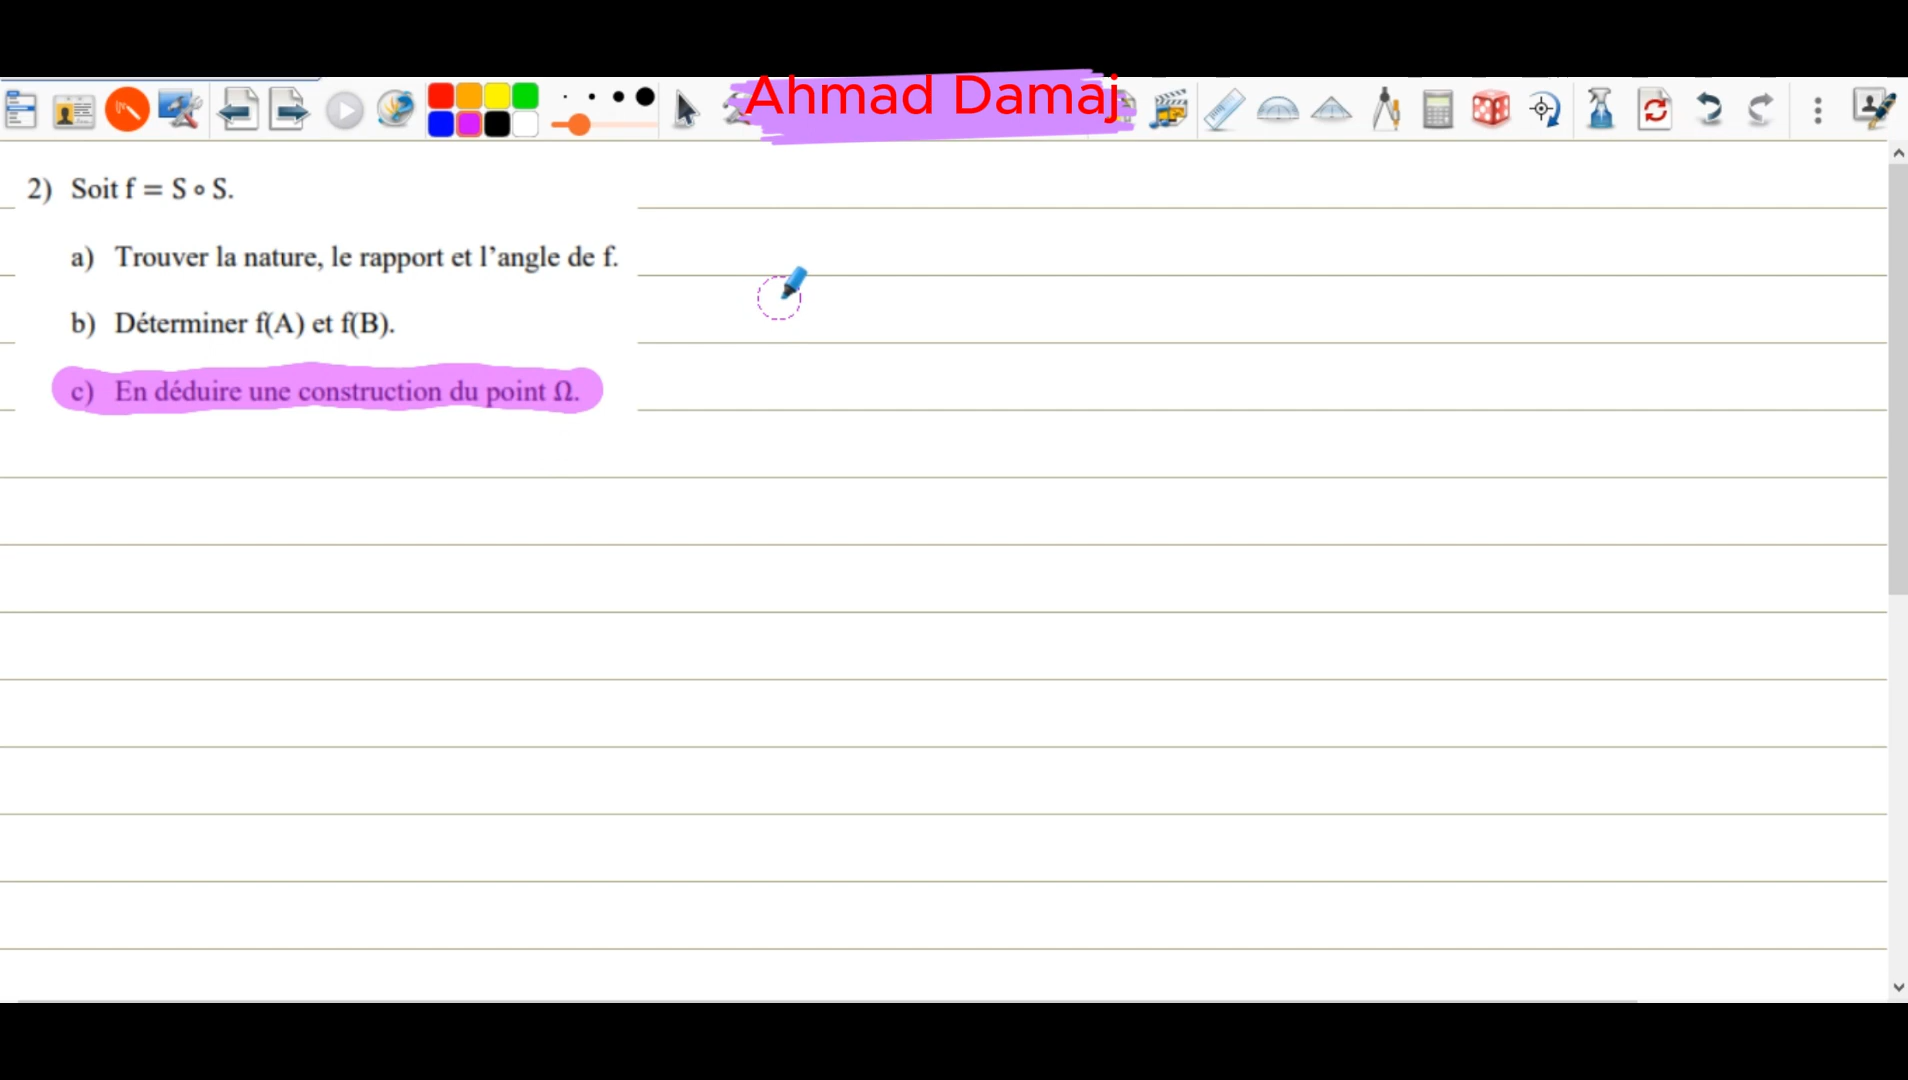 Ahmad Damaj
2) Soit f = S ∘ S.
a) Trouver la nature, le rapport et l’angle de f.
b) Déterminer f(A) et f(B).
c) En déduire une construction du point Ω.